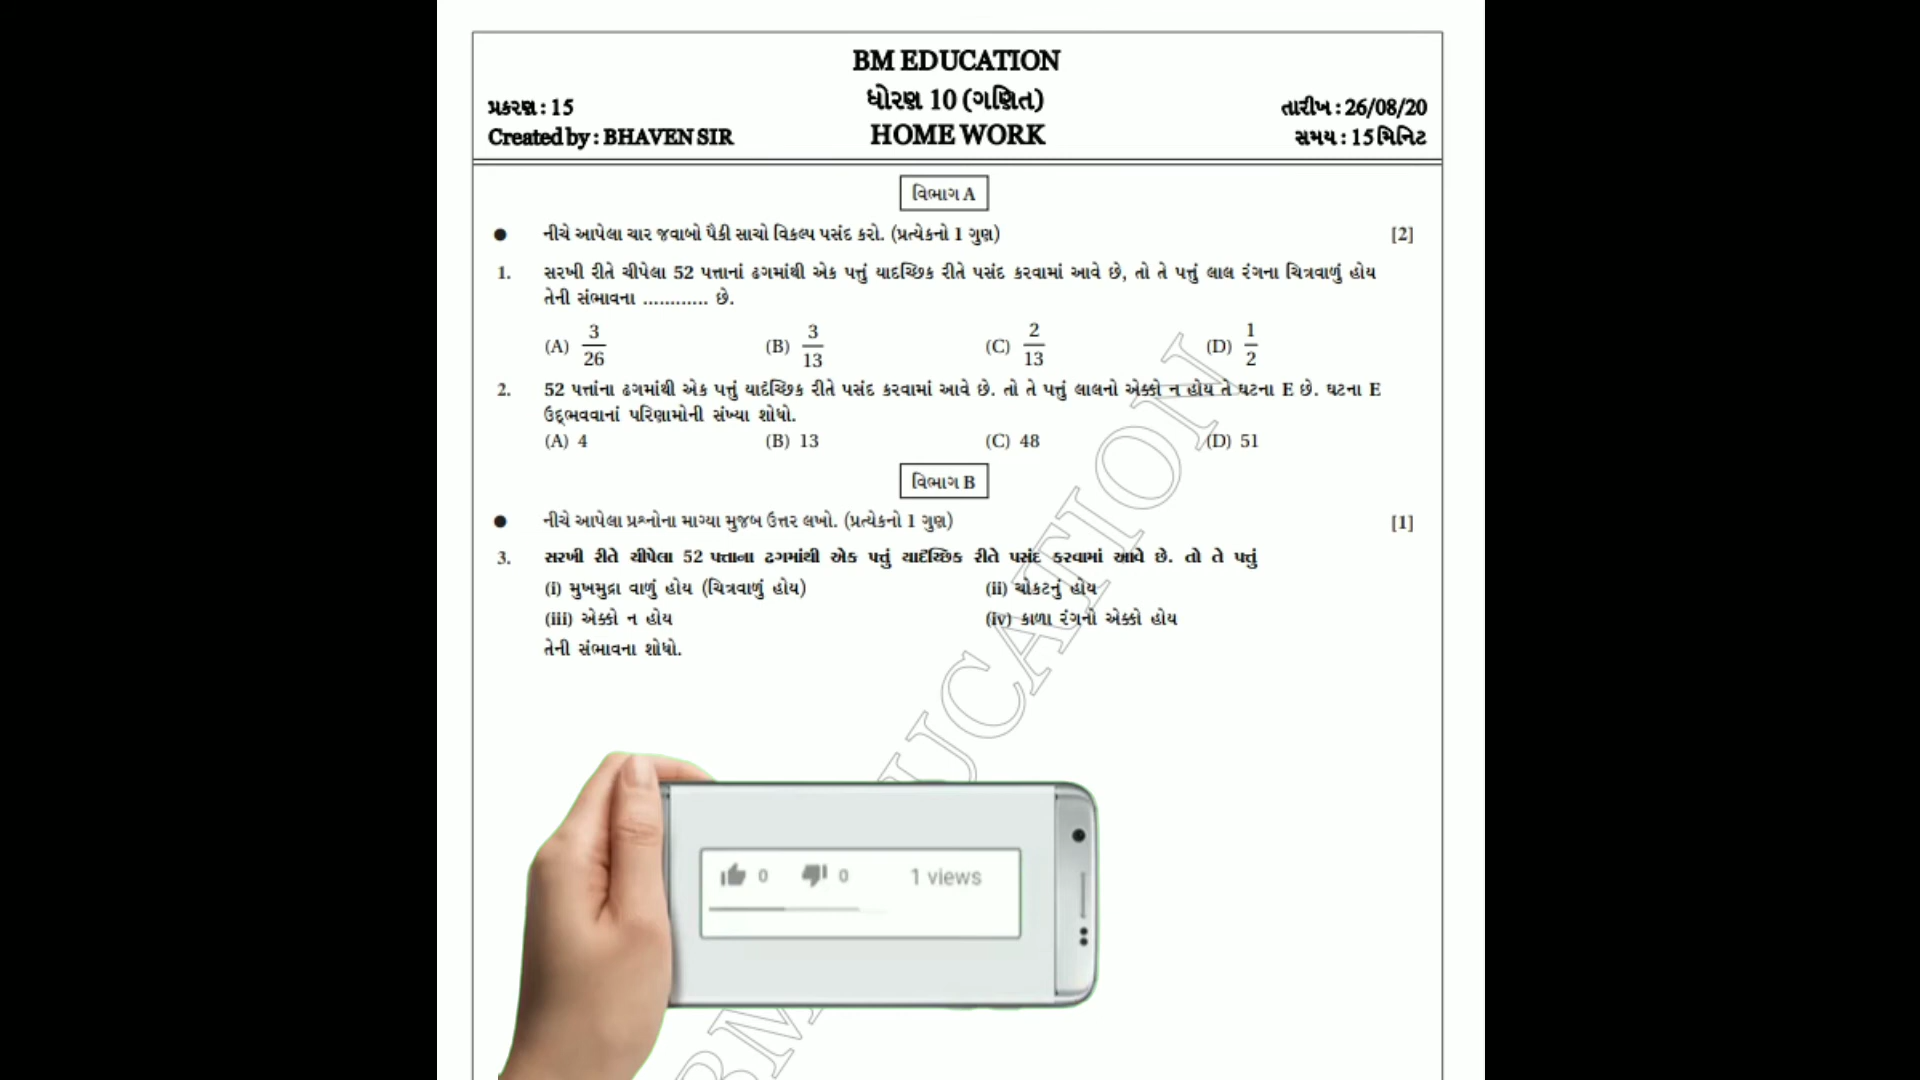 BM EDUCATION
પ્રકરણ : 15
ધોરણ 10 (ગણિત)
તારીખ : 26/08/20
Created by : BHAVEN SIR
HOME WORK
સમય : 15 મિનિટ
વિભાગ A
● નીચે આપેલા ચાર જવાબો પૈકી સાચો વિકલ્પ પસંદ કરો. (પ્રત્યેકનો 1 ગુણ) [2]
1. સરખી રીતે ચીપેલા 52 પત્તાનાં ઢગમાંથી એક પત્તું યાદચ્છિક રીતે પસંદ કરવામાં આવે છે, તો તે પત્તું લાલ રંગના ચિત્રવાળું હોય
તેની સંભાવના ............ છે.
(A) 3/26 (B) 3/13 (C) 2/13 (D) 1/2
2. 52 પત્તાંના ઢગમાંથી એક પત્તું યાદૃચ્છિક રીતે પસંદ કરવામાં આવે છે. તો તે પત્તું લાલનો એક્કો ન હોય તે ઘટના E છે. ઘટના E
ઉદ્ભવવાનાં પરિણામોની સંખ્યા શોધો.
(A) 4 (B) 13 (C) 48 (D) 51
વિભાગ B
● નીચે આપેલા પ્રશ્નોના માગ્યા મુજબ ઉત્તર લખો. (પ્રત્યેકનો 1 ગુણ) [1]
3. સરખી રીતે ચીપેલા 52 પત્તાના ઢગમાંથી એક પત્તું યાદૃચ્છિક રીતે પસંદ કરવામાં આવે છે. તો તે પત્તું
(i) મુખમુદ્રા વાળું હોય (ચિત્રવાળું હોય) (ii) ચોકટનું હોય
(iii) એક્કો ન હોય (iv) કાળા રંગનો એક્કો હોય
તેની સંભાવના શોધો.
0 0 1 views